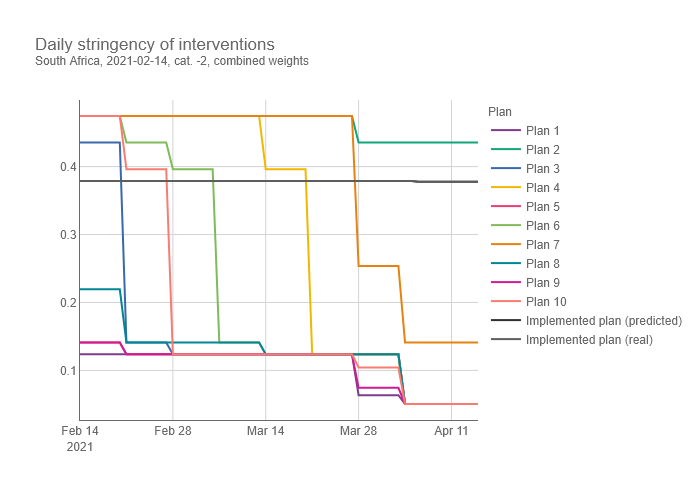 Daily stringency of interventions
South Africa, 2021-02-14, cat. -2, combined weights
Plan
Plan 1
Plan 2
Plan 3
Plan 4
Plan 5
Plan 6
Plan 7
Plan 8
Plan 9
Plan 10
Implemented plan (predicted)
Implemented plan (real)
0.4
0.3
0.2
0.1
Feb 14 Feb 28 Mar 14 Mar 28 Apr 11
2021